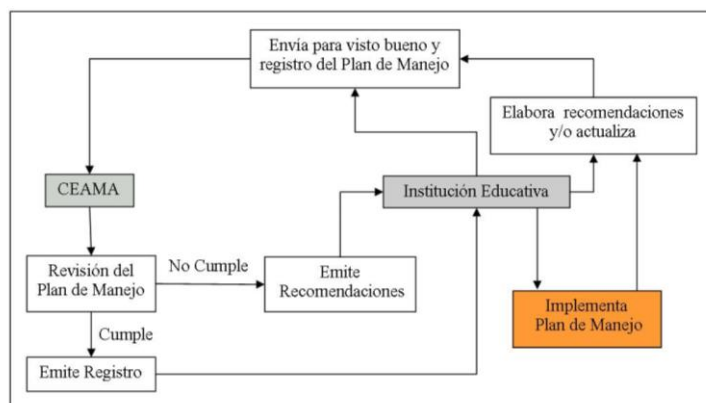 Envía para visto bueno y
registro del Plan de Manejo
Elabora recomendaciones
y/o actualiza
CEAMA
Institución Educativa
Revisión del
Plan de Manejo
No Cumple
Emite
Recomendaciones
Implementa
Plan de Manejo
Cumple
Emite Registro